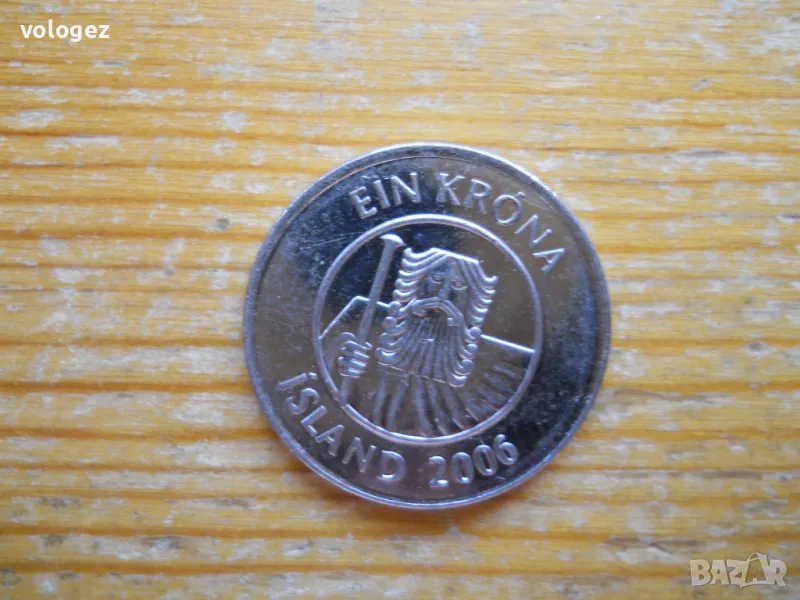 vologez
EIN KRÓNA
ÍSLAND 2006
BAZAR